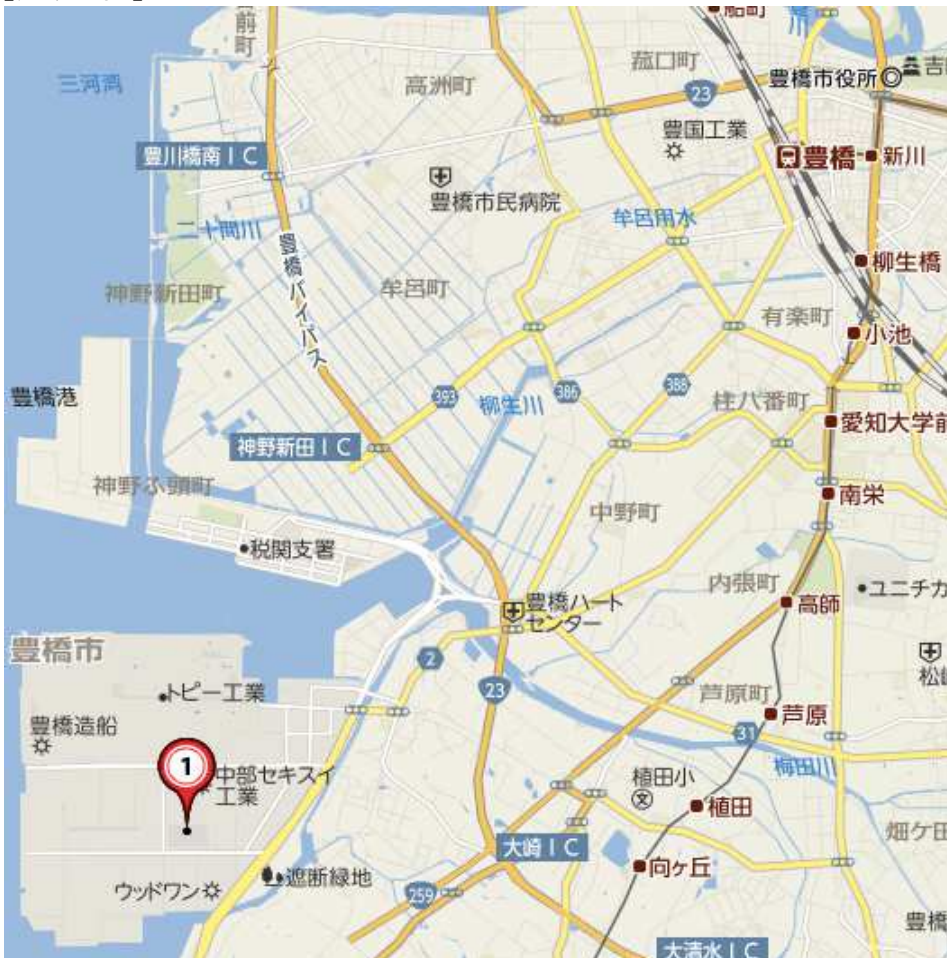 船町
前町
菰口町
豊橋市役所
吉
三河湾
高洲町
23
豊国工業
豊川橋南IC
豊橋
新川
豊橋市民病院
牟呂用水
二十間川
豊橋バイパス
柳生橋
神野新田町
牟呂町
有楽町
小池
豊橋港
393
柳生川
386
388
柱八番町
愛知大学前
神野新田IC
神野ふ頭町
南栄
中野町
税関支署
内張町
ユニチカ
豊橋ハート
センター
高師
豊橋市
2
松
トピー工業
23
芦原町
芦原
豊橋造船
31
梅田川
1
中部セキスイ
工業
植田小
文
植田
畑ケ田
大崎IC
向ヶ丘
遮断緑地
ウッドワン
259
豊橋
大清水IC